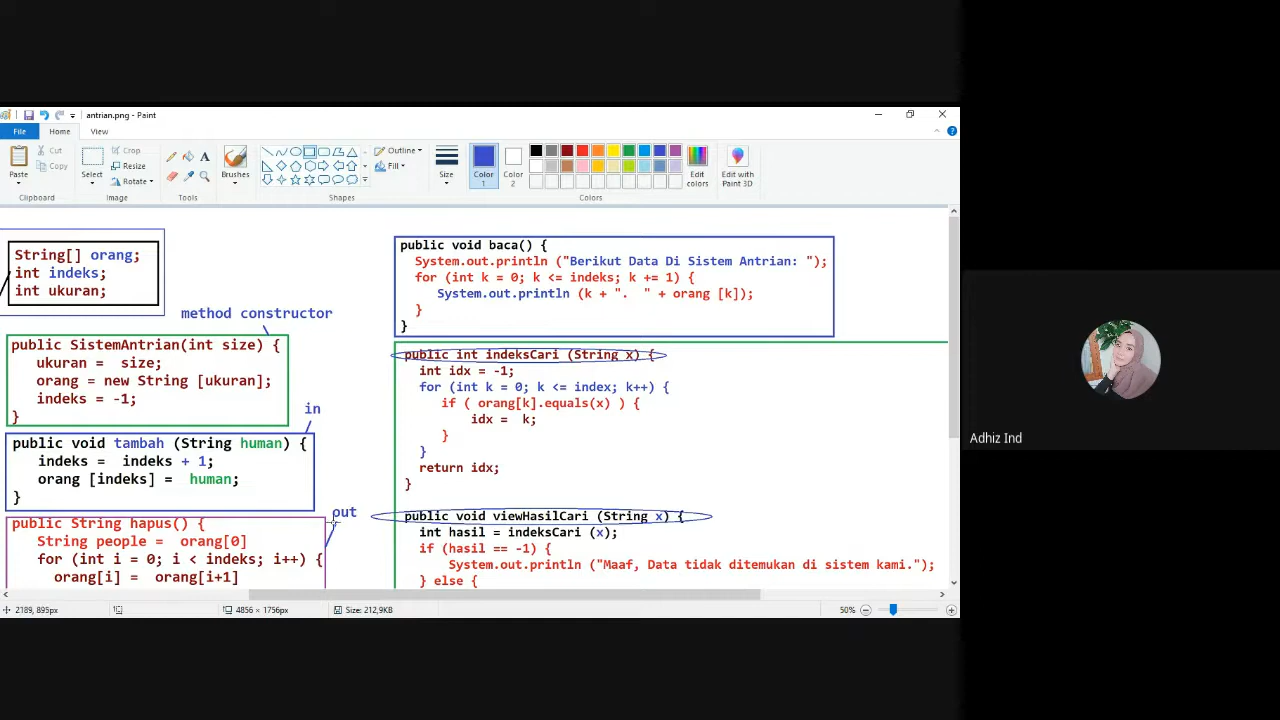 antrian.png - Paint
File Home View
Paste
Cut
Copy
Clipboard
Select
Crop
Resize
Rotate
Image
Tools
Brushes
Outline
Fill
Shapes
Size
Color 1
Color 2
Edit colors
Colors
Edit with Paint 3D
String[] orang;
int indeks;
int ukuran;
method constructor
public SistemAntrian(int size) {
ukuran = size;
orang = new String [ukuran];
indeks = -1;
}
in
public void tambah (String human) {
indeks = indeks + 1;
orang [indeks] = human;
}
out
public String hapus() {
String people = orang[0]
for (int i = 0; i < indeks; i++) {
orang[i] = orang[i+1]
public void baca() {
System.out.println ("Berikut Data Di Sistem Antrian: ");
for (int k = 0; k <= indeks; k += 1) {
System.out.println (k + ". " + orang [k]);
}
}
public int indeksCari (String x) {
int idx = -1;
for (int k = 0; k <= index; k++) {
if ( orang[k].equals(x) ) {
idx = k;
}
}
return idx;
}
public void viewHasilCari (String x) {
int hasil = indeksCari (x);
if (hasil == -1) {
System.out.println ("Maaf, Data tidak ditemukan di sistem kami.");
} else {
2189, 895px
4856 × 1756px
Size: 212,9KB
50%
Adhiz Ind